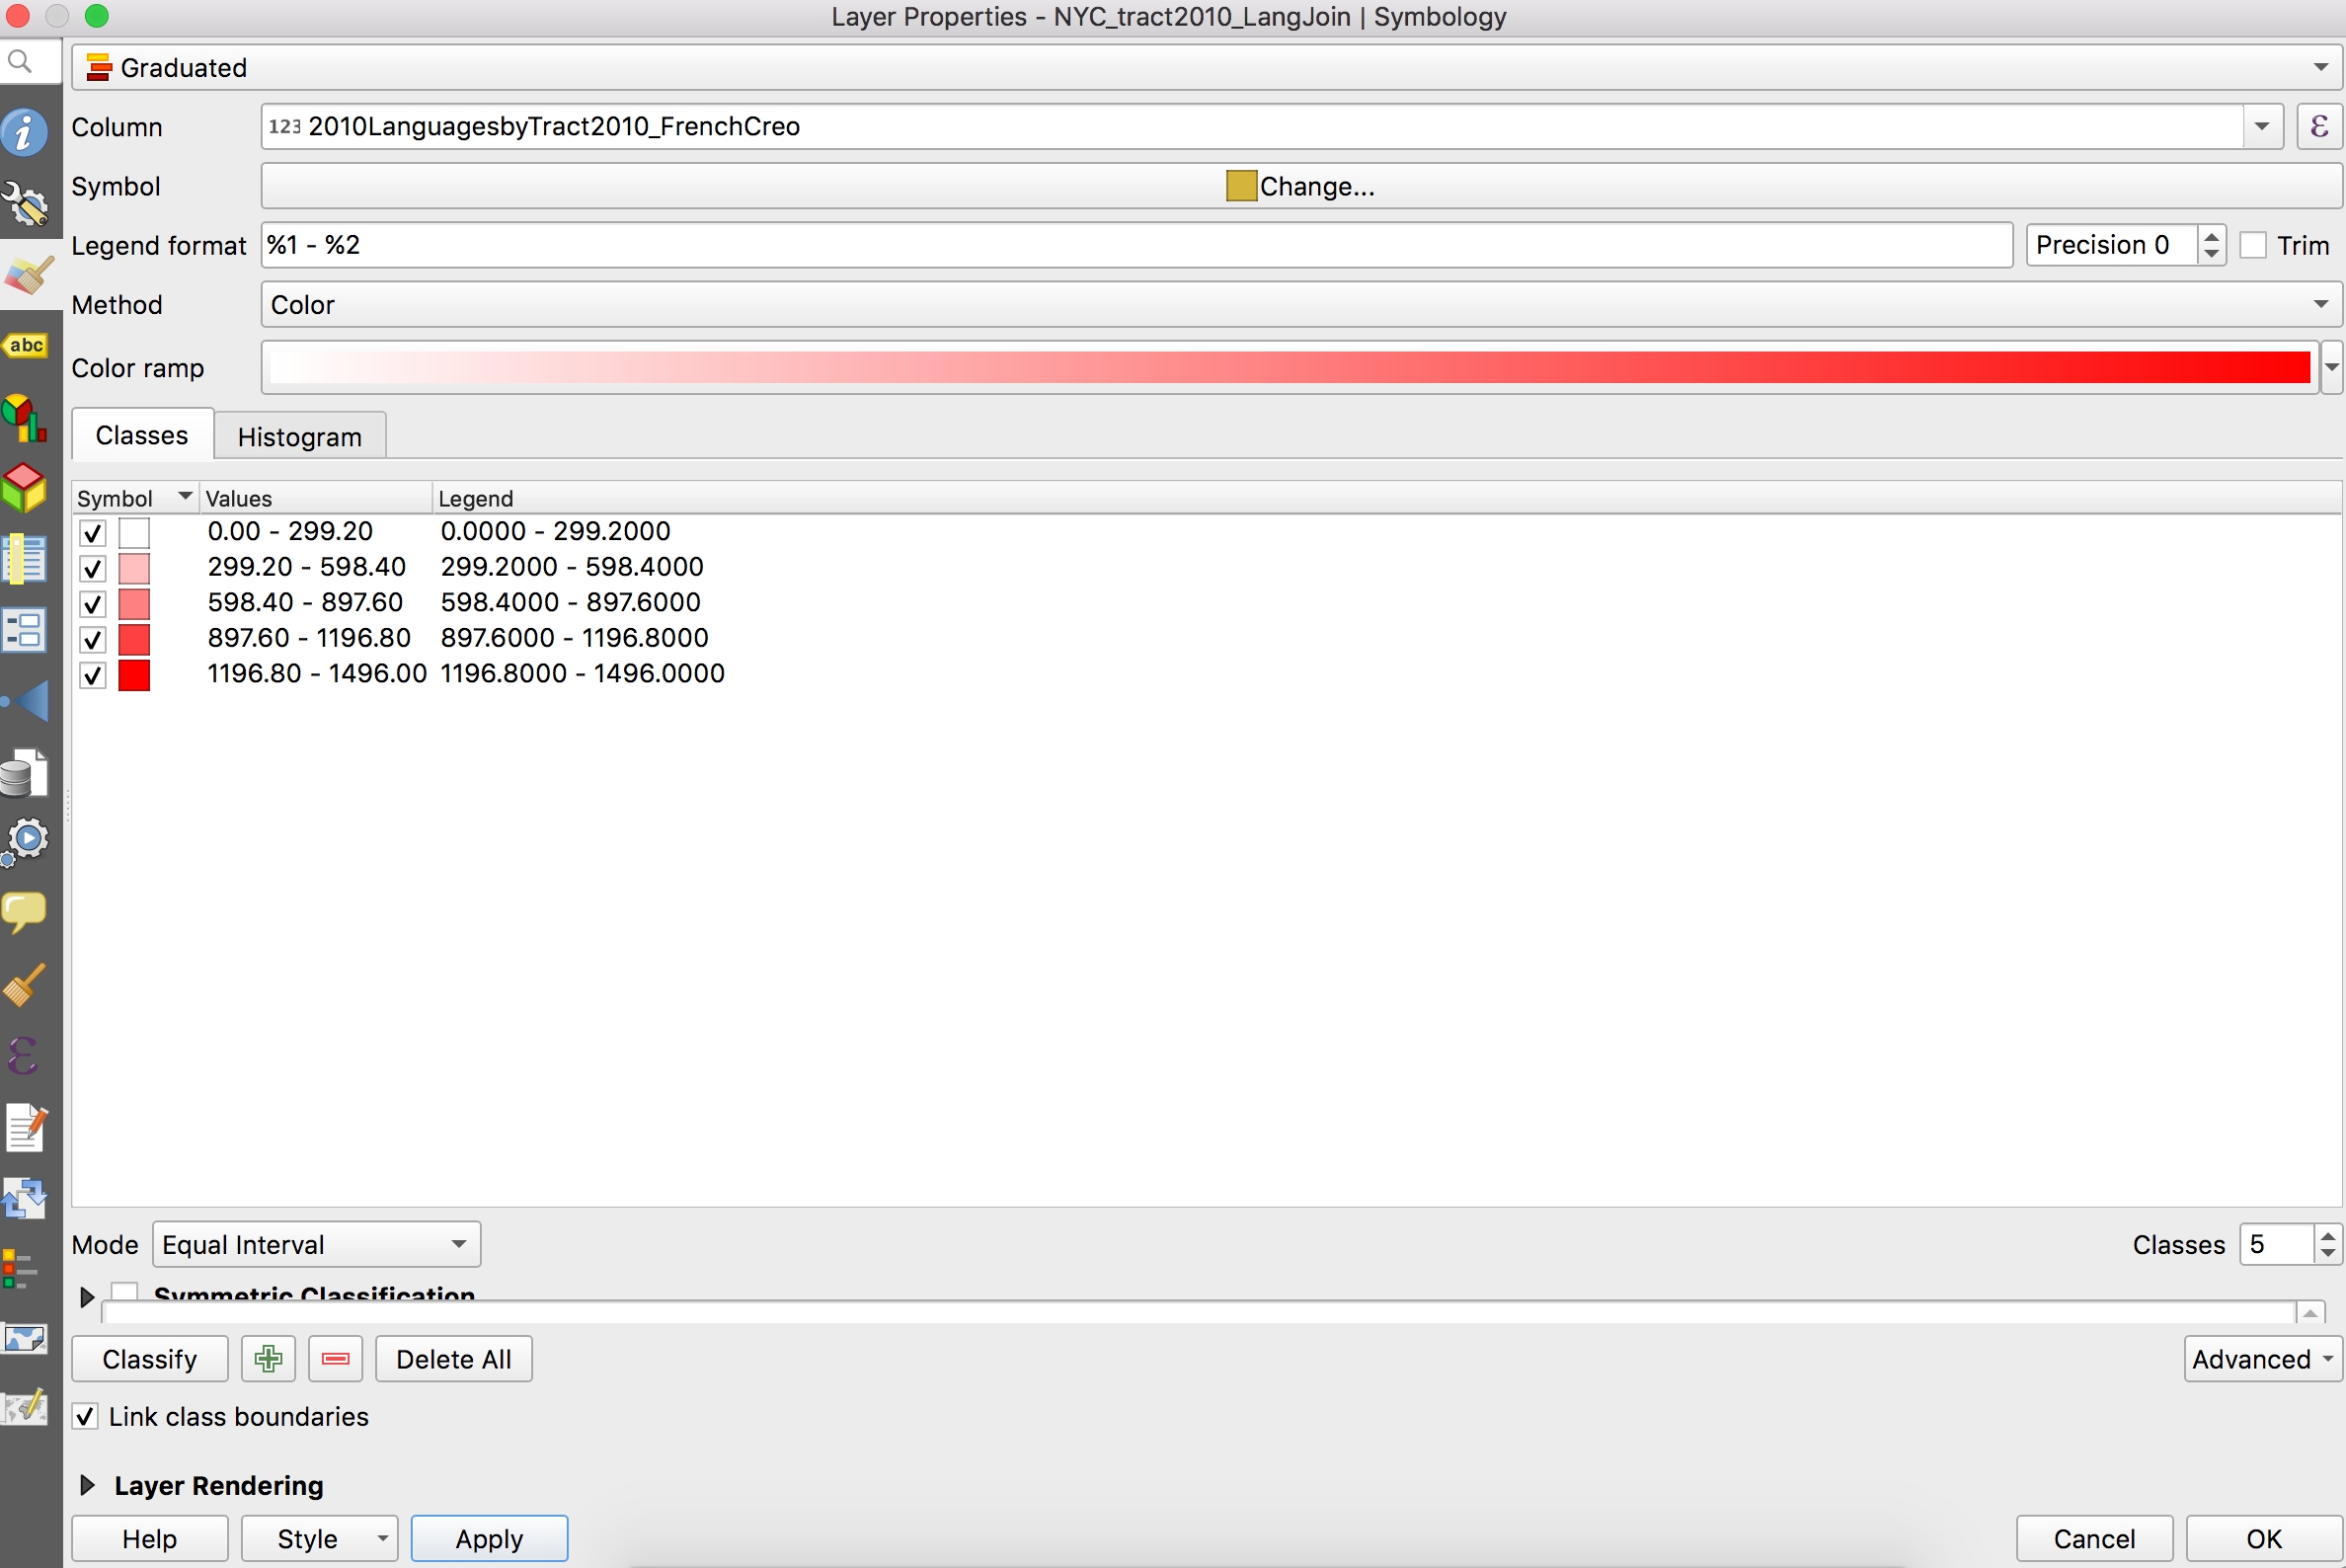 Layer Properties - NYC_tract2010_LangJoin | Symbology
Graduated
Column 123 2010LanguagesbyTract2010_FrenchCreo ε
Symbol Change...
Legend format %1 - %2 Precision 0 Trim
Method Color
abc
Color ramp
Classes Histogram
Symbol Values Legend
0.00 - 299.20 0.0000 - 299.2000
299.20 - 598.40 299.2000 - 598.4000
598.40 - 897.60 598.4000 - 897.6000
897.60 - 1196.80 897.6000 - 1196.8000
1196.80 - 1496.00 1196.8000 - 1496.0000
ε
Mode Equal Interval Classes 5
Symmetric Classification
Classify Delete All Advanced
Link class boundaries
Layer Rendering
Help Style Apply Cancel OK